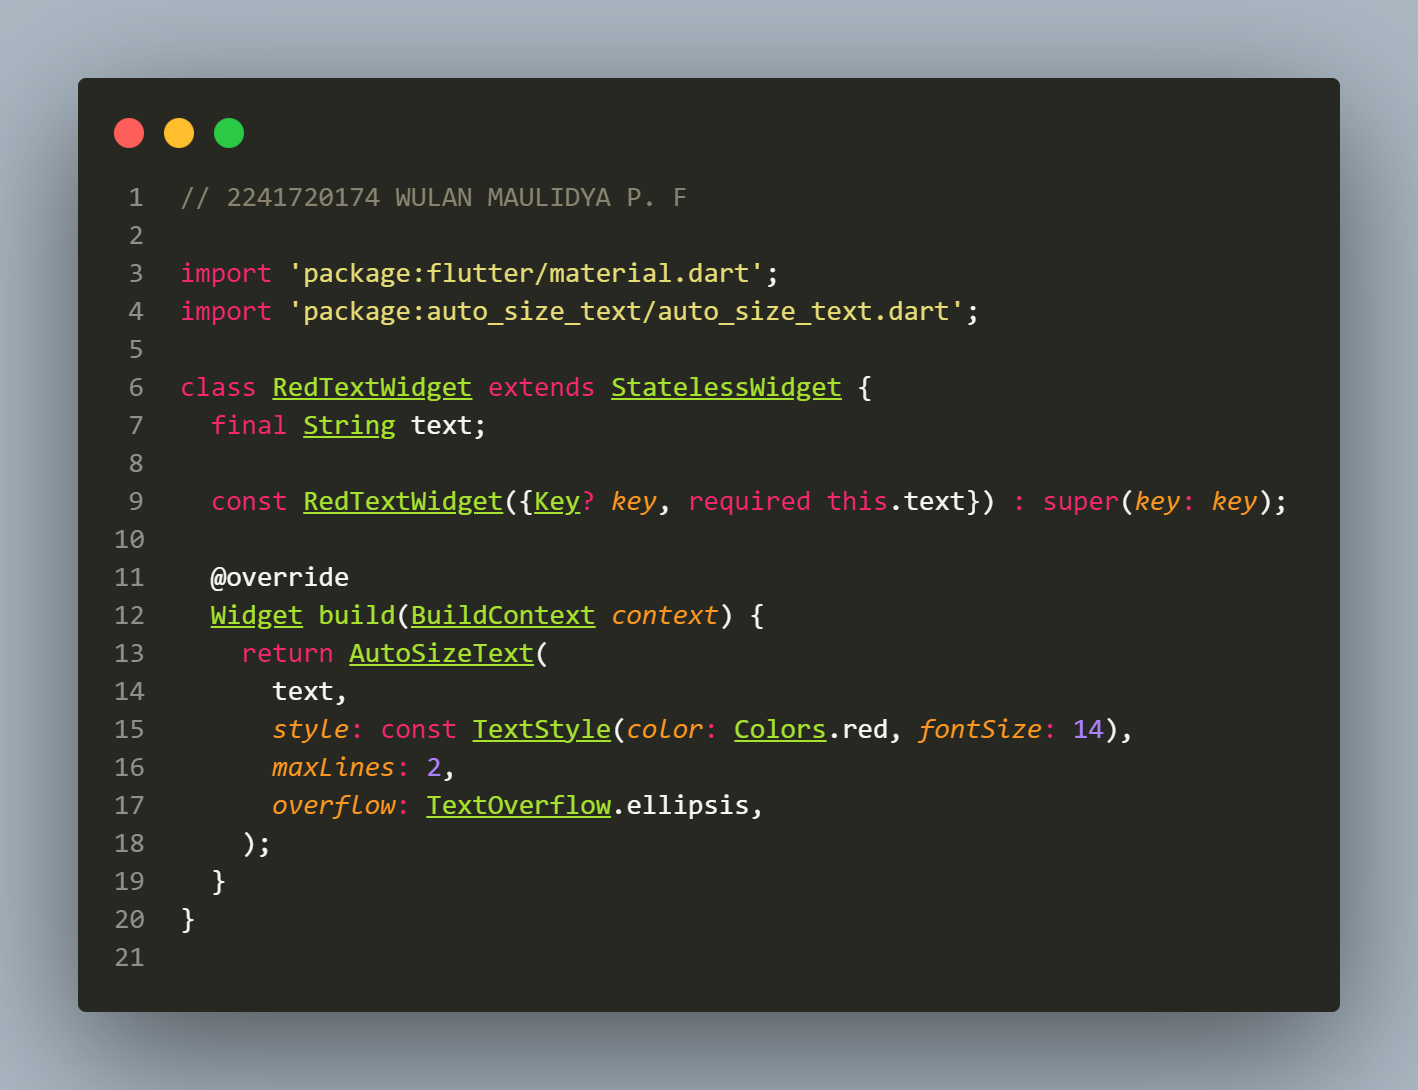 1 // 2241720174 WULAN MAULIDYA P. F
2
3 import 'package:flutter/material.dart';
4 import 'package:auto_size_text/auto_size_text.dart';
5
6 class RedTextWidget extends StatelessWidget {
7   final String text;
8
9   const RedTextWidget({Key? key, required this.text}) : super(key: key);
10
11   @override
12   Widget build(BuildContext context) {
13     return AutoSizeText(
14       text,
15       style: const TextStyle(color: Colors.red, fontSize: 14),
16       maxLines: 2,
17       overflow: TextOverflow.ellipsis,
18     );
19   }
20 }
21